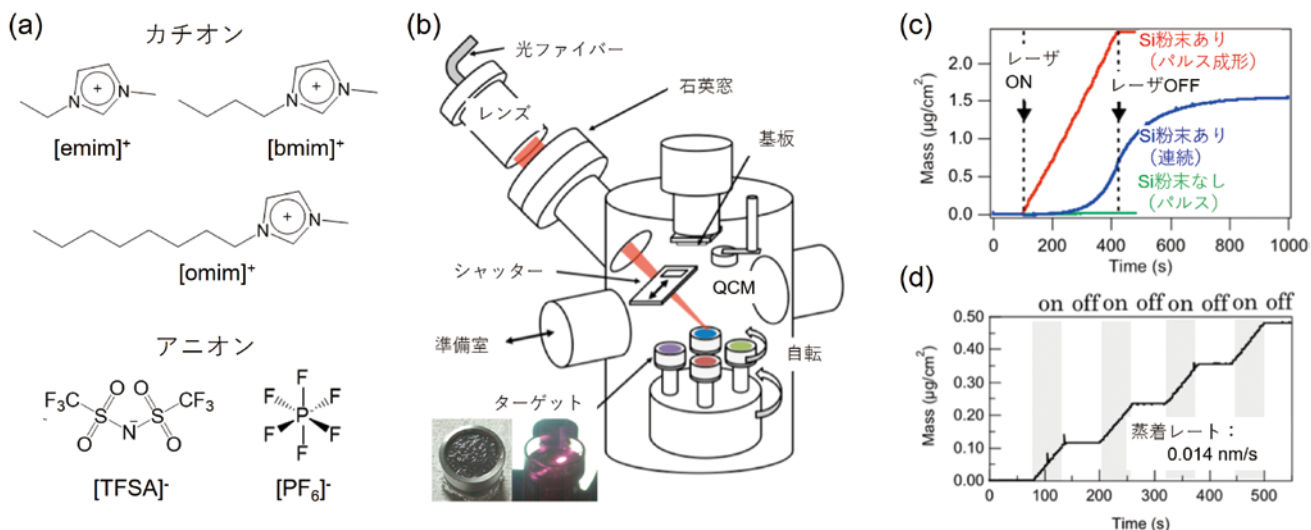 (a)
カチオン
N
+
N
[emim]⁺
N
+
N
[bmim]⁺
N
+
N
[omim]⁺
アニオン
F₃C
O
O
S
O
N
-
O
S
O
CF₃
[TFSA]⁻
F
F
F
P
F
F
F
[PF₆]⁻
(b)
光ファイバー
レンズ
石英窓
基板
シャッター
QCM
準備室
自転
ターゲット
(c)
Mass (μg/cm²)
2.0
1.5
1.0
0.5
0.0
レーザ
ON
レーザOFF
Si粉末あり
(パルス成形)
Si粉末あり
(連続)
Si粉末なし
(パルス)
0
200
400
600
800
1000
Time (s)
(d)
on off on off on off on off
Mass (μg/cm²)
0.50
0.40
0.30
0.20
0.10
0.00
蒸着レート：
0.014 nm/s
0
100
200
300
400
500
Time (s)